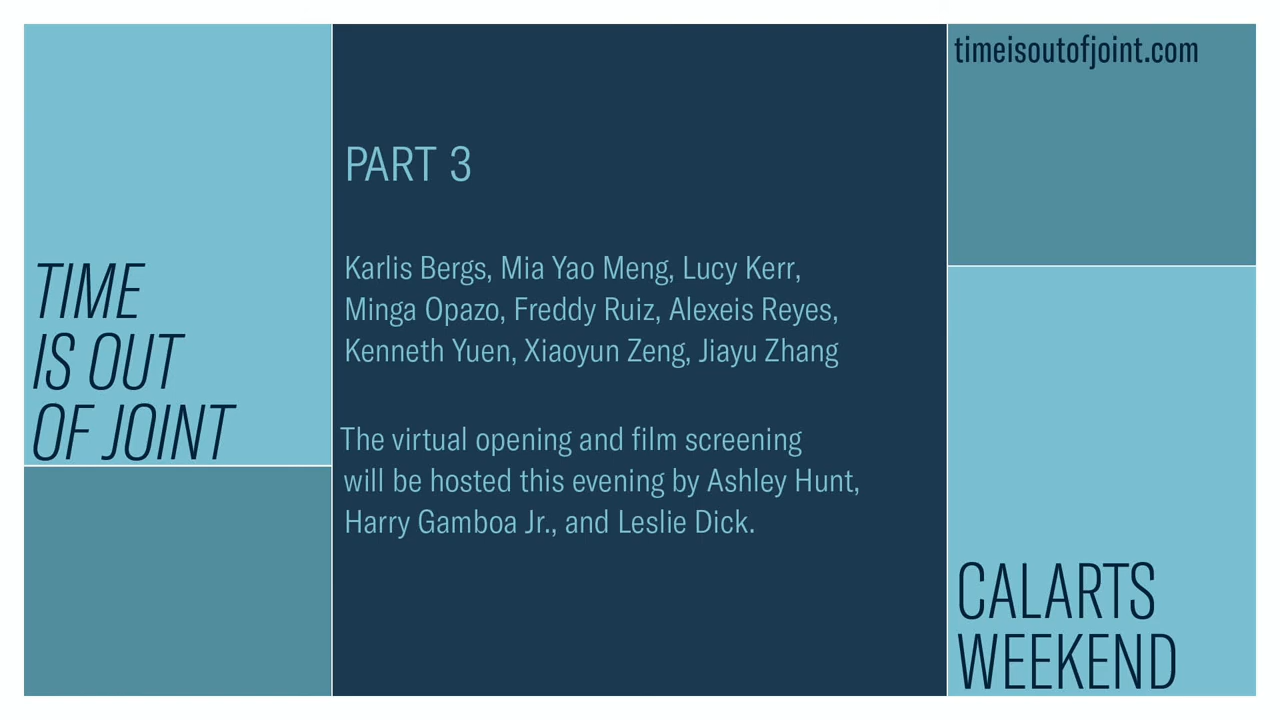 TIME
IS OUT
OF JOINT
PART 3
Karlis Bergs, Mia Yao Meng, Lucy Kerr,
Minga Opazo, Freddy Ruiz, Alexeis Reyes,
Kenneth Yuen, Xiaoyun Zeng, Jiayu Zhang
The virtual opening and film screening
will be hosted this evening by Ashley Hunt,
Harry Gamboa Jr., and Leslie Dick.
timeisoutofjoint.com
CALARTS
WEEKEND